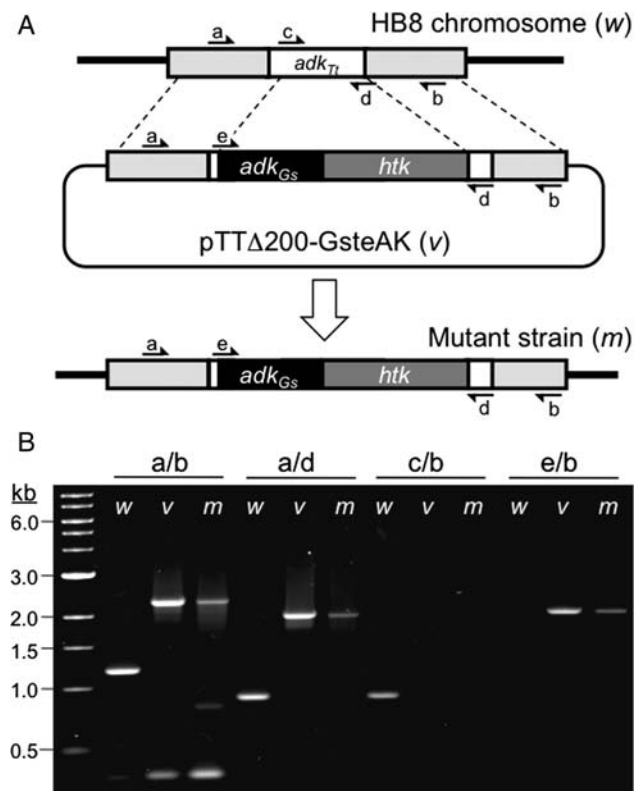 A
HB8 chromosome (w)
a c
adkTt
d b
a e
adkGs htk
d b
pTTΔ200-GsteAK (v)
Mutant strain (m)
a e
adkGs htk
d b
B
a/b a/d c/b e/b
kb w v m w v m w v m w v m
6.0
3.0
2.0
1.5
1.0
0.5